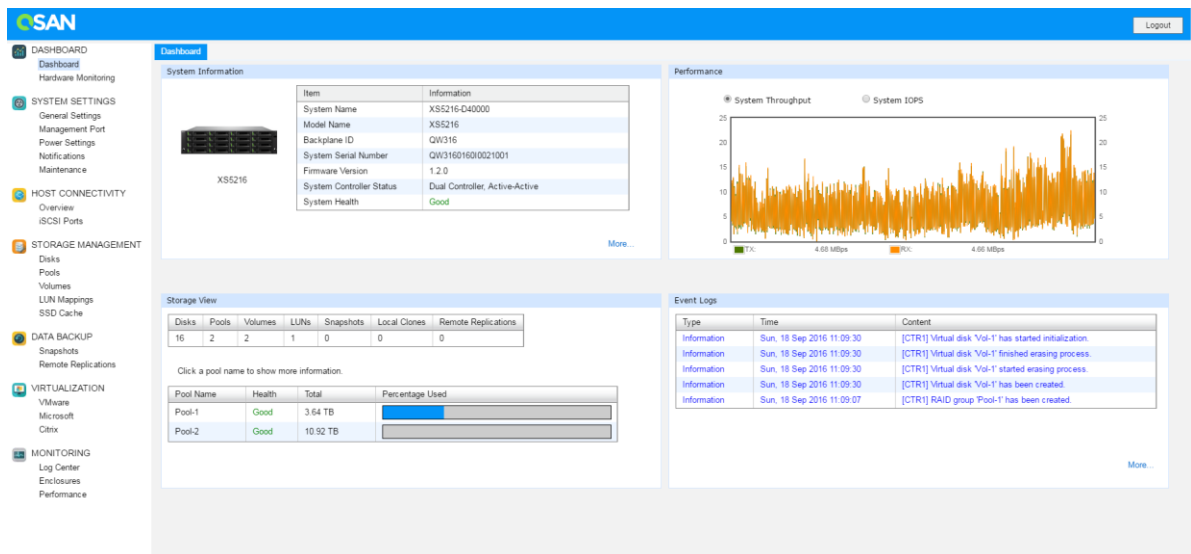 QSAN
Logout
DASHBOARD
Dashboard
Hardware Monitoring
SYSTEM SETTINGS
General Settings
Management Port
Power Settings
Notifications
Maintenance
HOST CONNECTIVITY
Overview
iSCSI Ports
STORAGE MANAGEMENT
Disks
Pools
Volumes
LUN Mappings
SSD Cache
DATA BACKUP
Snapshots
Remote Replications
VIRTUALIZATION
VMware
Microsoft
Citrix
MONITORING
Log Center
Enclosures
Performance
Dashboard
System Information
XS5216
Item Information
System Name XS5216-D40000
Model Name XS5216
Backplane ID QW316
System Serial Number QW3160160I0021001
Firmware Version 1.2.0
System Controller Status Dual Controller, Active-Active
System Health Good
More...
Performance
System Throughput System IOPS
25 25
20 20
15 15
10 10
5 5
0 0
TX: 4.68 MBps RX: 4.66 MBps
Storage View
Disks Pools Volumes LUNs Snapshots Local Clones Remote Replications
16 2 2 1 0 0 0
Click a pool name to show more information.
Pool Name Health Total Percentage Used
Pool-1 Good 3.64 TB
Pool-2 Good 10.92 TB
Event Logs
Type Time Content
Information Sun, 18 Sep 2016 11:09:30 [CTR1] Virtual disk 'Vol-1' has started initialization.
Information Sun, 18 Sep 2016 11:09:30 [CTR1] Virtual disk 'Vol-1' finished erasing process.
Information Sun, 18 Sep 2016 11:09:30 [CTR1] Virtual disk 'Vol-1' started erasing process.
Information Sun, 18 Sep 2016 11:09:30 [CTR1] Virtual disk 'Vol-1' has been created.
Information Sun, 18 Sep 2016 11:09:07 [CTR1] RAID group 'Pool-1' has been created.
More...